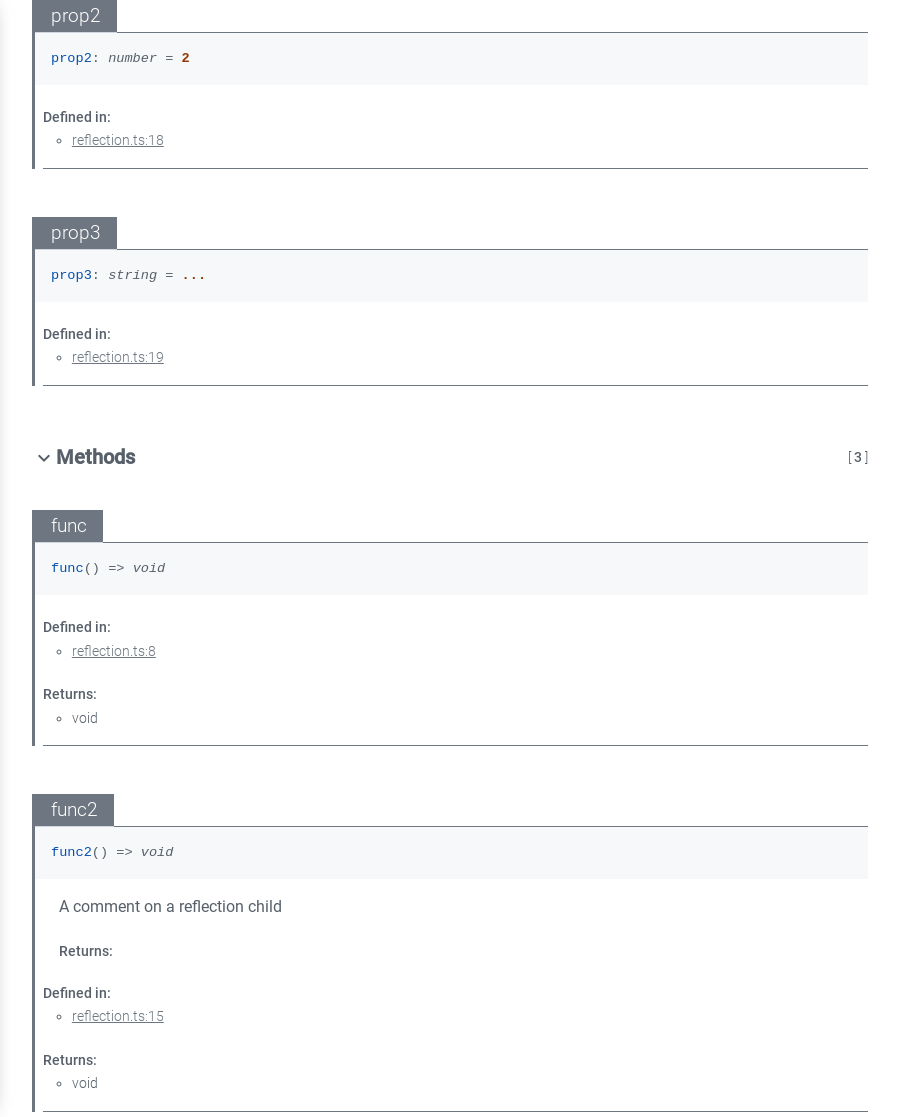 prop2
prop2: number = 2
Defined in:
reflection.ts:18
prop3
prop3: string = ...
Defined in:
reflection.ts:19
Methods [ 3 ]
func
func() => void
Defined in:
reflection.ts:8
Returns:
void
func2
func2() => void
A comment on a reflection child
Returns:
Defined in:
reflection.ts:15
Returns:
void